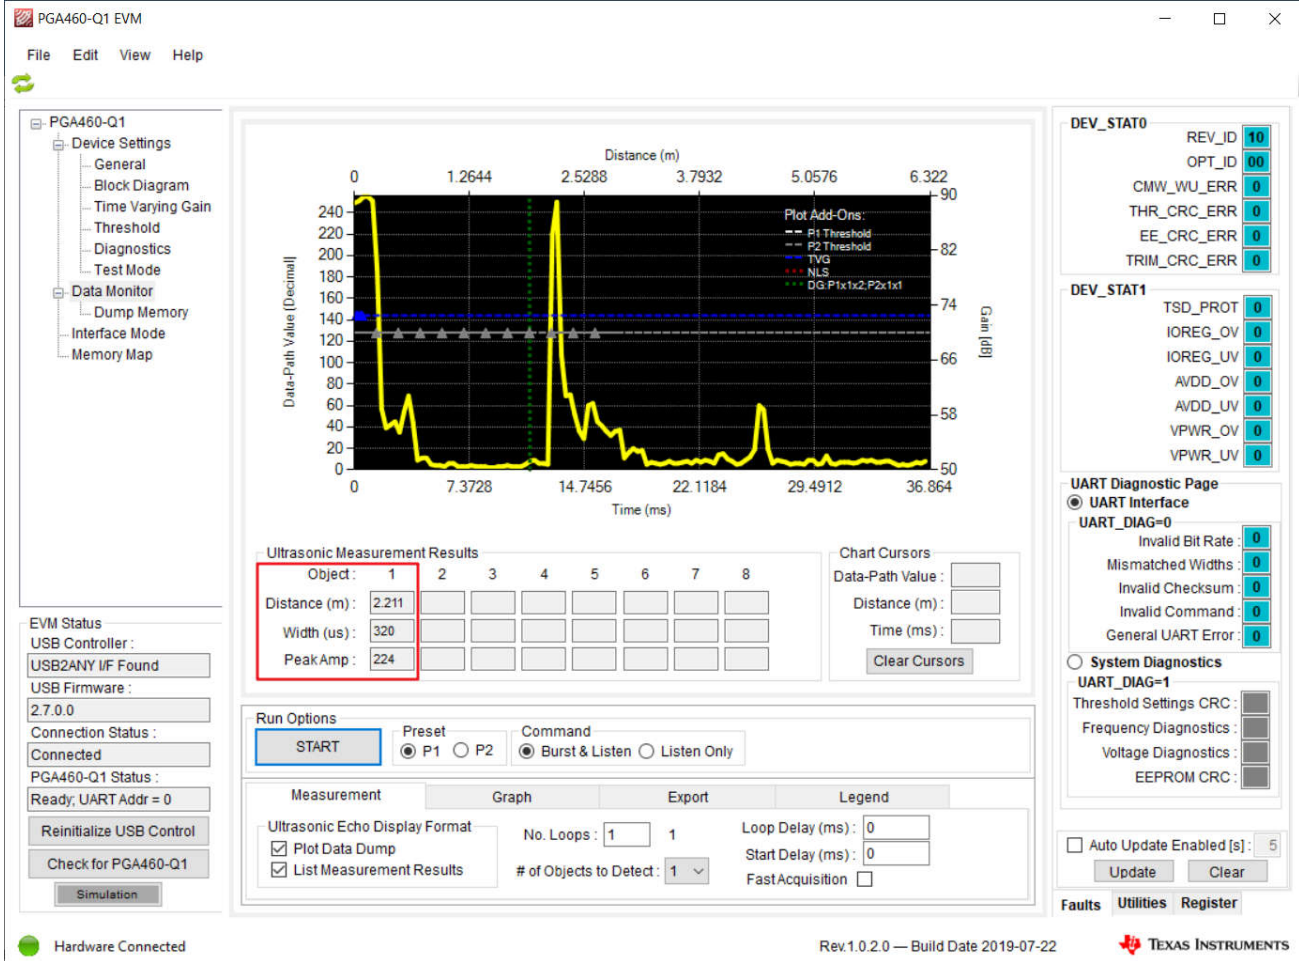 PGA460-Q1 EVM
File Edit View Help
PGA460-Q1
Device Settings
General
Block Diagram
Time Varying Gain
Threshold
Diagnostics
Test Mode
Data Monitor
Dump Memory
Interface Mode
Memory Map
EVM Status
USB Controller :
USB2ANY I/F Found
USB Firmware :
2.7.0.0
Connection Status :
Connected
PGA460-Q1 Status :
Ready; UART Addr = 0
Reinitialize USB Control
Check for PGA460-Q1
Simulation
Distance (m)
0 1.2644 2.5288 3.7932 5.0576 6.322
Data-Path Value [Decimal]
240
220
200
180
160
140
120
100
80
60
40
20
0
Plot Add-Ons:
P1 Threshold
P2 Threshold
TVG
NLS
DG:P1x1x2;P2x1x1
90
82
74
66
58
50
Gain [dB]
0 7.3728 14.7456 22.1184 29.4912 36.864
Time (ms)
Ultrasonic Measurement Results
Object : 1 2 3 4 5 6 7 8
Distance (m) : 2.211
Width (us) : 320
Peak Amp : 224
Chart Cursors
Data-Path Value :
Distance (m) :
Time (ms) :
Clear Cursors
Run Options
START
Preset
P1 P2
Command
Burst & Listen Listen Only
Measurement Graph Export Legend
Ultrasonic Echo Display Format
Plot Data Dump
List Measurement Results
No. Loops : 1 1
# of Objects to Detect : 1
Loop Delay (ms) : 0
Start Delay (ms) : 0
Fast Acquisition
DEV_STAT0
REV_ID 10
OPT_ID 00
CMW_WU_ERR 0
THR_CRC_ERR 0
EE_CRC_ERR 0
TRIM_CRC_ERR 0
DEV_STAT1
TSD_PROT 0
IOREG_OV 0
IOREG_UV 0
AVDD_OV 0
AVDD_UV 0
VPWR_OV 0
VPWR_UV 0
UART Diagnostic Page
UART Interface
UART_DIAG=0
Invalid Bit Rate : 0
Mismatched Widths : 0
Invalid Checksum : 0
Invalid Command : 0
General UART Error : 0
System Diagnostics
UART_DIAG=1
Threshold Settings CRC :
Frequency Diagnostics :
Voltage Diagnostics :
EEPROM CRC :
Auto Update Enabled [s] : 5
Update Clear
Faults Utilities Register
Hardware Connected
Rev.1.0.2.0 — Build Date 2019-07-22
TEXAS INSTRUMENTS